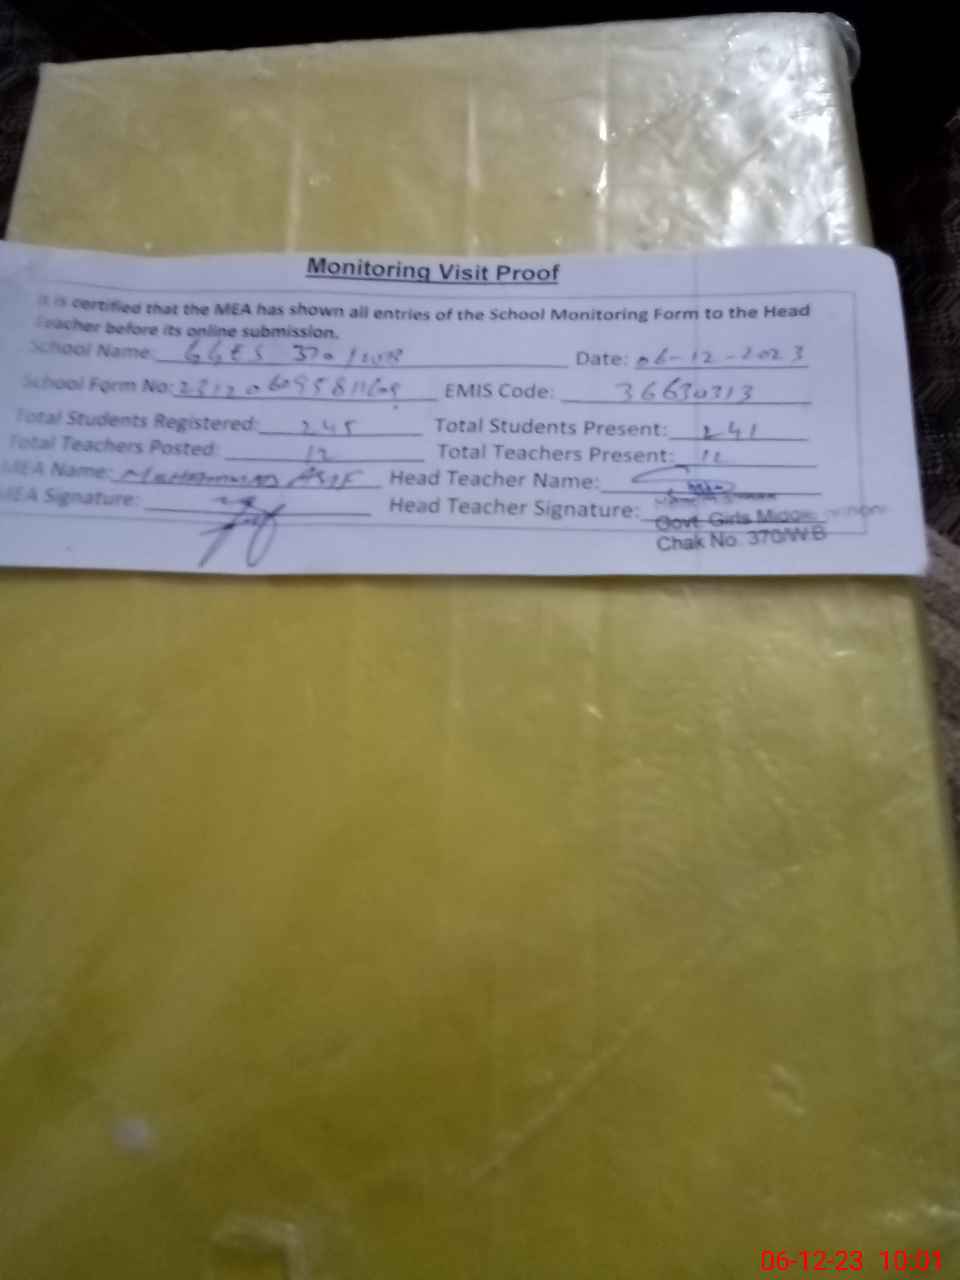 Monitoring Visit Proof
It is certified that the MEA has shown all entries of the School Monitoring Form to the Head
Teacher before its online submission.
School Name: GGES 370/WB Date: 06-12-2023
School Form No: EMIS Code: 36630313
Total Students Registered: 245 Total Students Present: 241
Total Teachers Posted: 12 Total Teachers Present: 12
MEA Name: Muhammad ASIF Head Teacher Name:
MEA Signature: Head Teacher Signature:
Govt. Girls Middle School
Chak No. 370/W.B
06-12-23 10:01